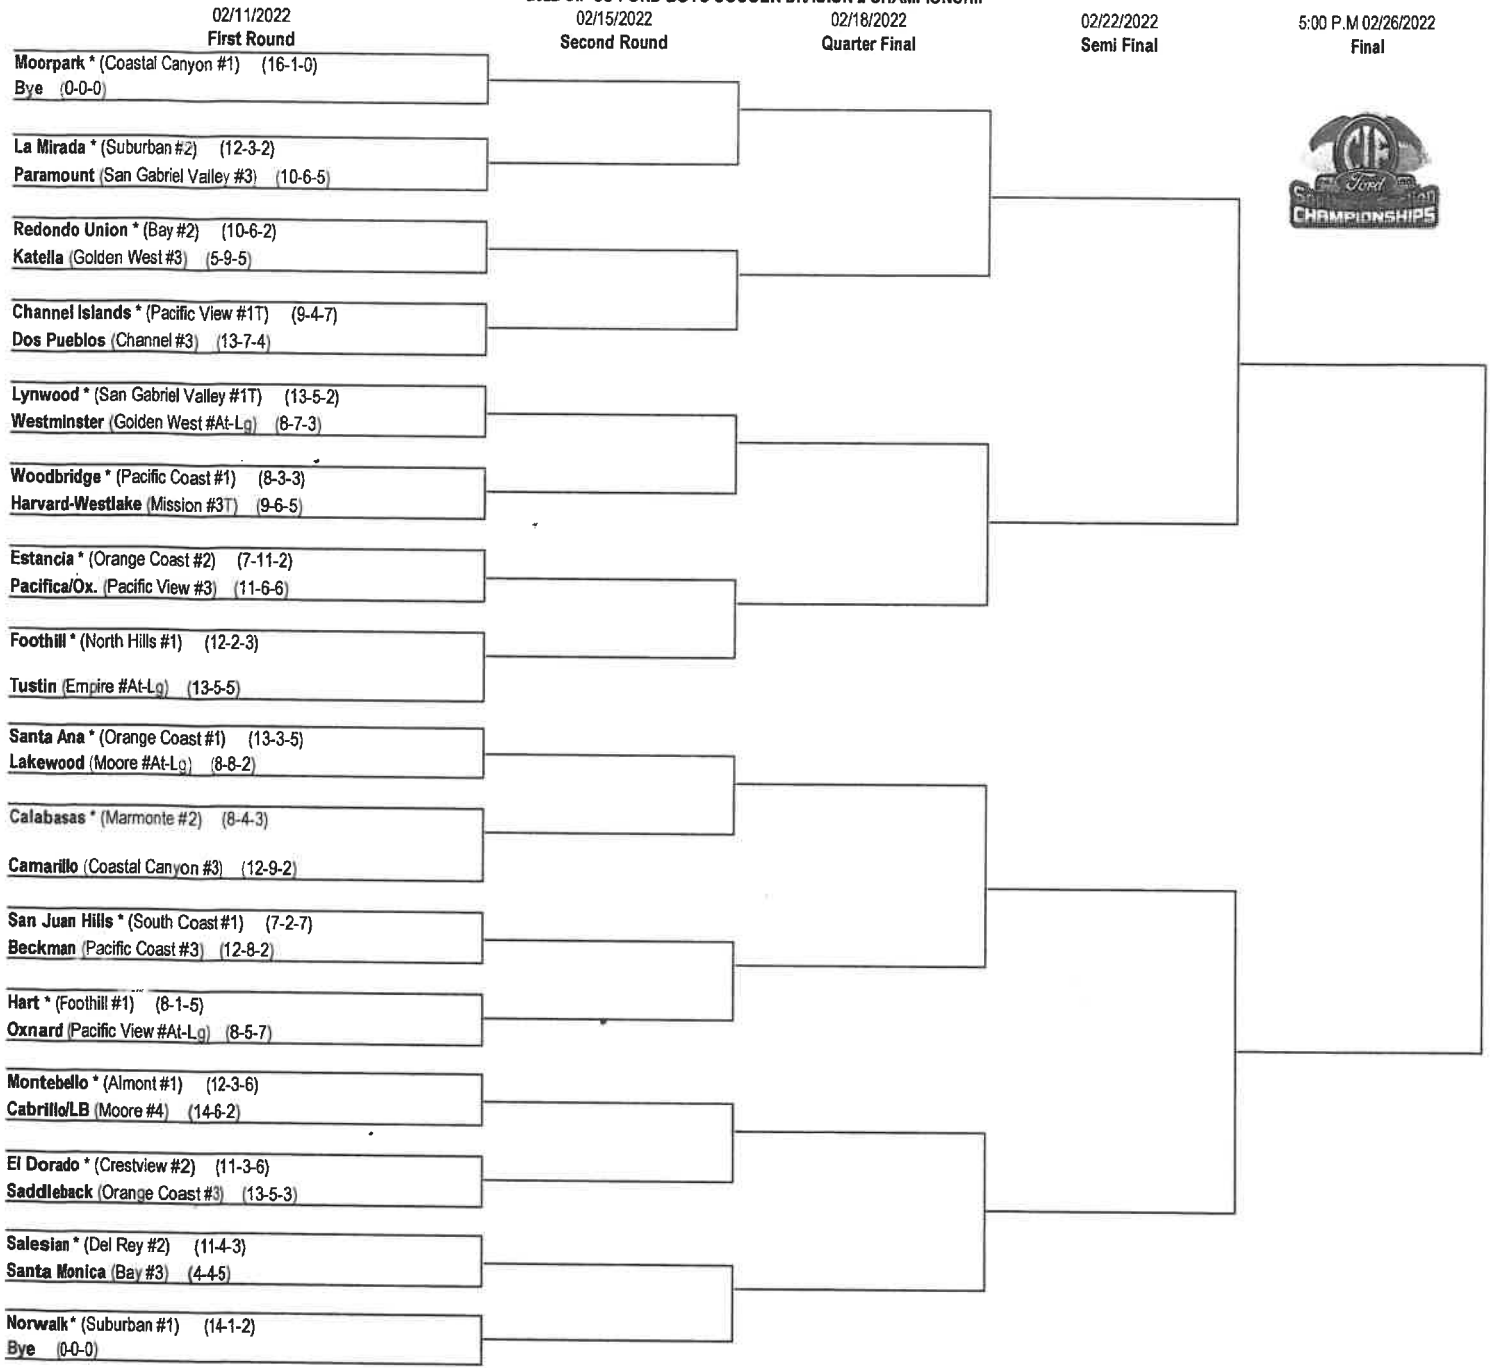 02/11/2022
First Round
02/15/2022
Second Round
02/18/2022
Quarter Final
02/22/2022
Semi Final
5:00 P.M 02/26/2022
Final
CIF
Ford
CHAMPIONSHIPS
Moorpark * (Coastal Canyon #1) (16-1-0)
Bye (0-0-0)
La Mirada * (Suburban #2) (12-3-2)
Paramount (San Gabriel Valley #3) (10-6-5)
Redondo Union * (Bay #2) (10-6-2)
Katella (Golden West #3) (5-9-5)
Channel Islands * (Pacific View #1T) (9-4-7)
Dos Pueblos (Channel #3) (13-7-4)
Lynwood * (San Gabriel Valley #1T) (13-5-2)
Westminster (Golden West #At-Lg) (8-7-3)
Woodbridge * (Pacific Coast #1) (8-3-3)
Harvard-Westlake (Mission #3T) (9-6-5)
Estancia * (Orange Coast #2) (7-11-2)
Pacifica/Ox. (Pacific View #3) (11-6-6)
Foothill * (North Hills #1) (12-2-3)
Tustin (Empire #At-Lg) (13-5-5)
Santa Ana * (Orange Coast #1) (13-3-5)
Lakewood (Moore #At-Lg) (8-8-2)
Calabasas * (Marmonte #2) (8-4-3)
Camarillo (Coastal Canyon #3) (12-9-2)
San Juan Hills * (South Coast #1) (7-2-7)
Beckman (Pacific Coast #3) (12-8-2)
Hart * (Foothill #1) (8-1-5)
Oxnard (Pacific View #At-Lg) (8-5-7)
Montebello * (Almont #1) (12-3-6)
Cabrillo/LB (Moore #4) (14-6-2)
El Dorado * (Crestview #2) (11-3-6)
Saddleback (Orange Coast #3) (13-5-3)
Salesian * (Del Rey #2) (11-4-3)
Santa Monica (Bay #3) (4-4-5)
Norwalk * (Suburban #1) (14-1-2)
Bye (0-0-0)